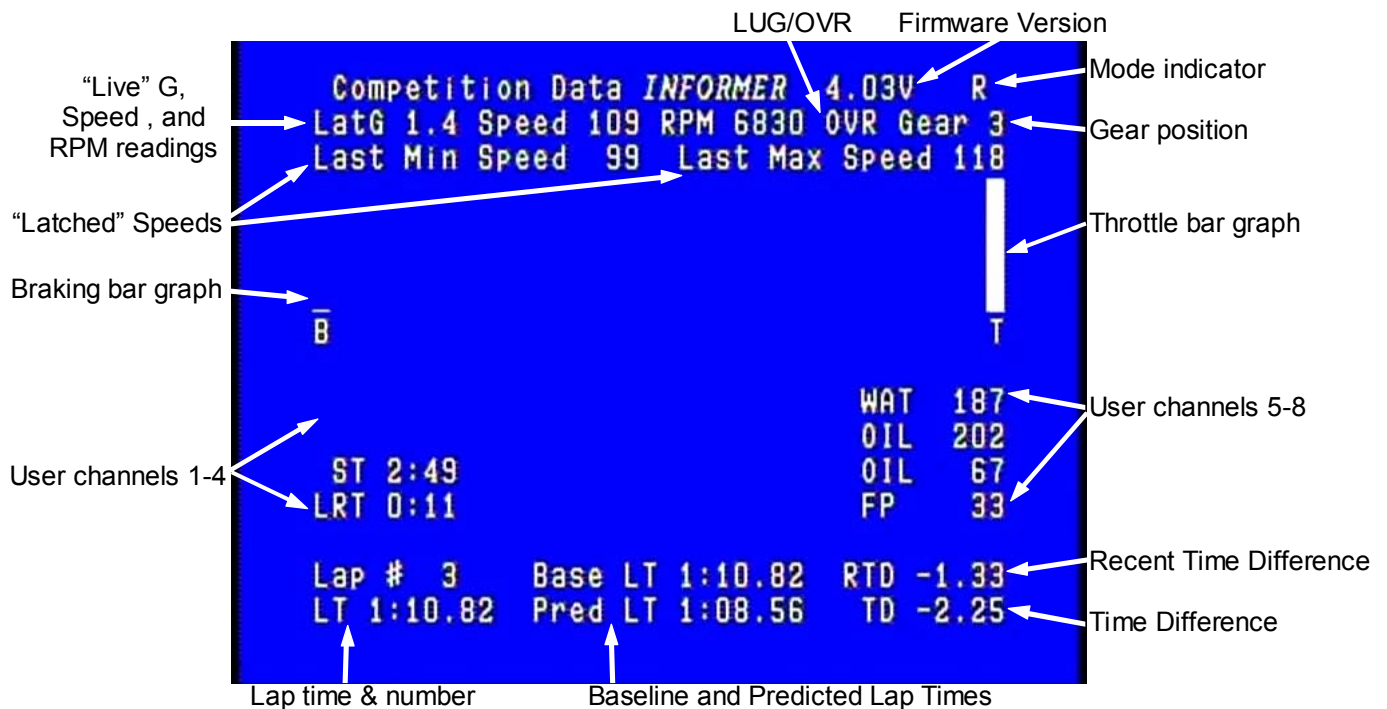 LUG/OVR Firmware Version
Competition Data INFORMER 4.03V R
Mode indicator
“Live” G,
Speed , and
RPM readings
LatG 1.4 Speed 109 RPM 6830 OVR Gear 3
Gear position
Last Min Speed 99 Last Max Speed 118
“Latched” Speeds
Throttle bar graph
Braking bar graph
B T
WAT 187
User channels 5-8
OIL 202
User channels 1-4
ST 2:49 OIL 67
LRT 0:11 FP 33
Recent Time Difference
Lap # 3 Base LT 1:10.82 RTD -1.33
LT 1:10.82 Pred LT 1:08.56 TD -2.25
Time Difference
Lap time & number Baseline and Predicted Lap Times